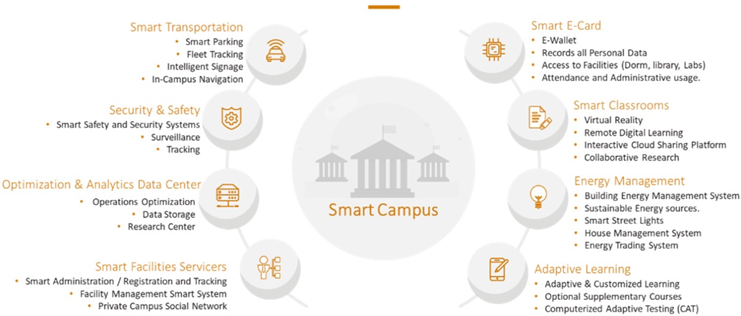 Smart Transportation
• Smart Parking
• Fleet Tracking
• Intelligent Signage
• In-Campus Navigation
Security & Safety
• Smart Safety and Security Systems
• Surveillance
• Tracking
Optimization & Analytics Data Center
• Operations Optimization
• Data Storage
• Research Center
Smart Facilities Servicers
• Smart Administration / Registration and Tracking
• Facility Management Smart System
• Private Campus Social Network
Smart Campus
Smart E-Card
• E-Wallet
• Records all Personal Data
• Access to Facilities (Dorm, library, Labs)
• Attendance and Administrative usage.
Smart Classrooms
• Virtual Reality
• Remote Digital Learning
• Interactive Cloud Sharing Platform
• Collaborative Research
Energy Management
• Building Energy Management System
• Sustainable Energy sources.
• Smart Street Lights
• House Management System
• Energy Trading System
Adaptive Learning
• Adaptive & Customized Learning
• Optional Supplementary Courses
• Computerized Adaptive Testing (CAT)